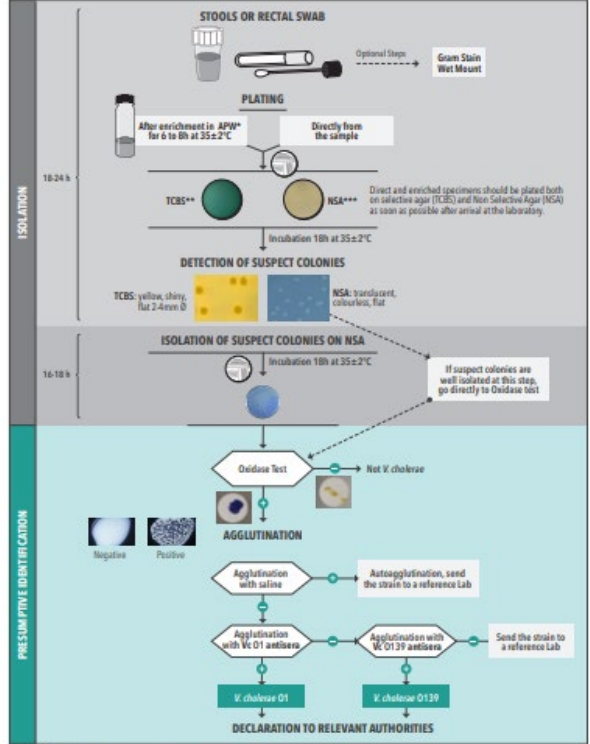 STOOLS OR RECTAL SWAB
Optional Steps
Gram Stain
Wet Mount
PLATING
After enrichment in APW*
for 6 to 8h at 35±2°C
Directly from
the sample
18-24 h
ISOLATION
TCBS**
NSA***
Direct and enriched specimens should be plated both
on selective agar (TCBS) and Non Selective Agar (NSA)
as soon as possible after arrival at the laboratory.
Incubation 18h at 35±2°C
DETECTION OF SUSPECT COLONIES
TCBS: yellow, shiny,
flat 2-4mm Ø
NSA: translucent,
colourless, flat
ISOLATION OF SUSPECT COLONIES ON NSA
Incubation 18h at 35±2°C
16-18 h
If suspect colonies are
well isolated at this step,
go directly to Oxidase test
PRESUMPTIVE IDENTIFICATION
Oxidase Test
Not V. cholerae
Negative
Positive
AGGLUTINATION
Agglutination
with saline
Autoagglutination, send
the strain to a reference Lab
Agglutination
with Vc O1 antisera
Agglutination with
Vc O139 antisera
Send the strain to
a reference Lab
V. cholerae O1
V. cholerae O139
DECLARATION TO RELEVANT AUTHORITIES